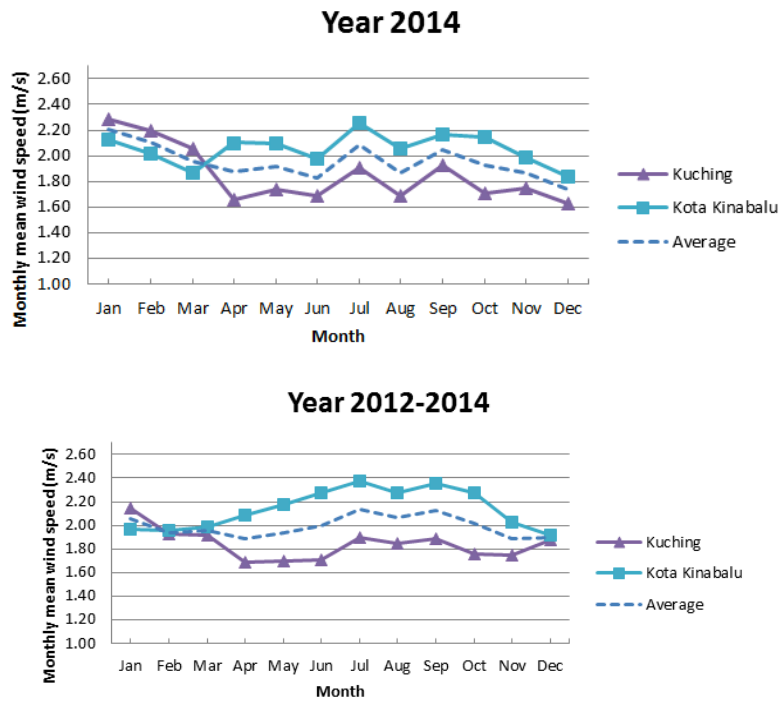 Year 2014
Monthly mean wind speed(m/s)
2.60
2.40
2.20
2.00
1.80
1.60
1.40
1.20
1.00
Jan Feb Mar Apr May Jun Jul Aug Sep Oct Nov Dec
Month
Kuching
Kota Kinabalu
Average
Year 2012-2014
Monthly mean wind speed(m/s)
2.60
2.40
2.20
2.00
1.80
1.60
1.40
1.20
1.00
Jan Feb Mar Apr May Jun Jul Aug Sep Oct Nov Dec
Month
Kuching
Kota Kinabalu
Average